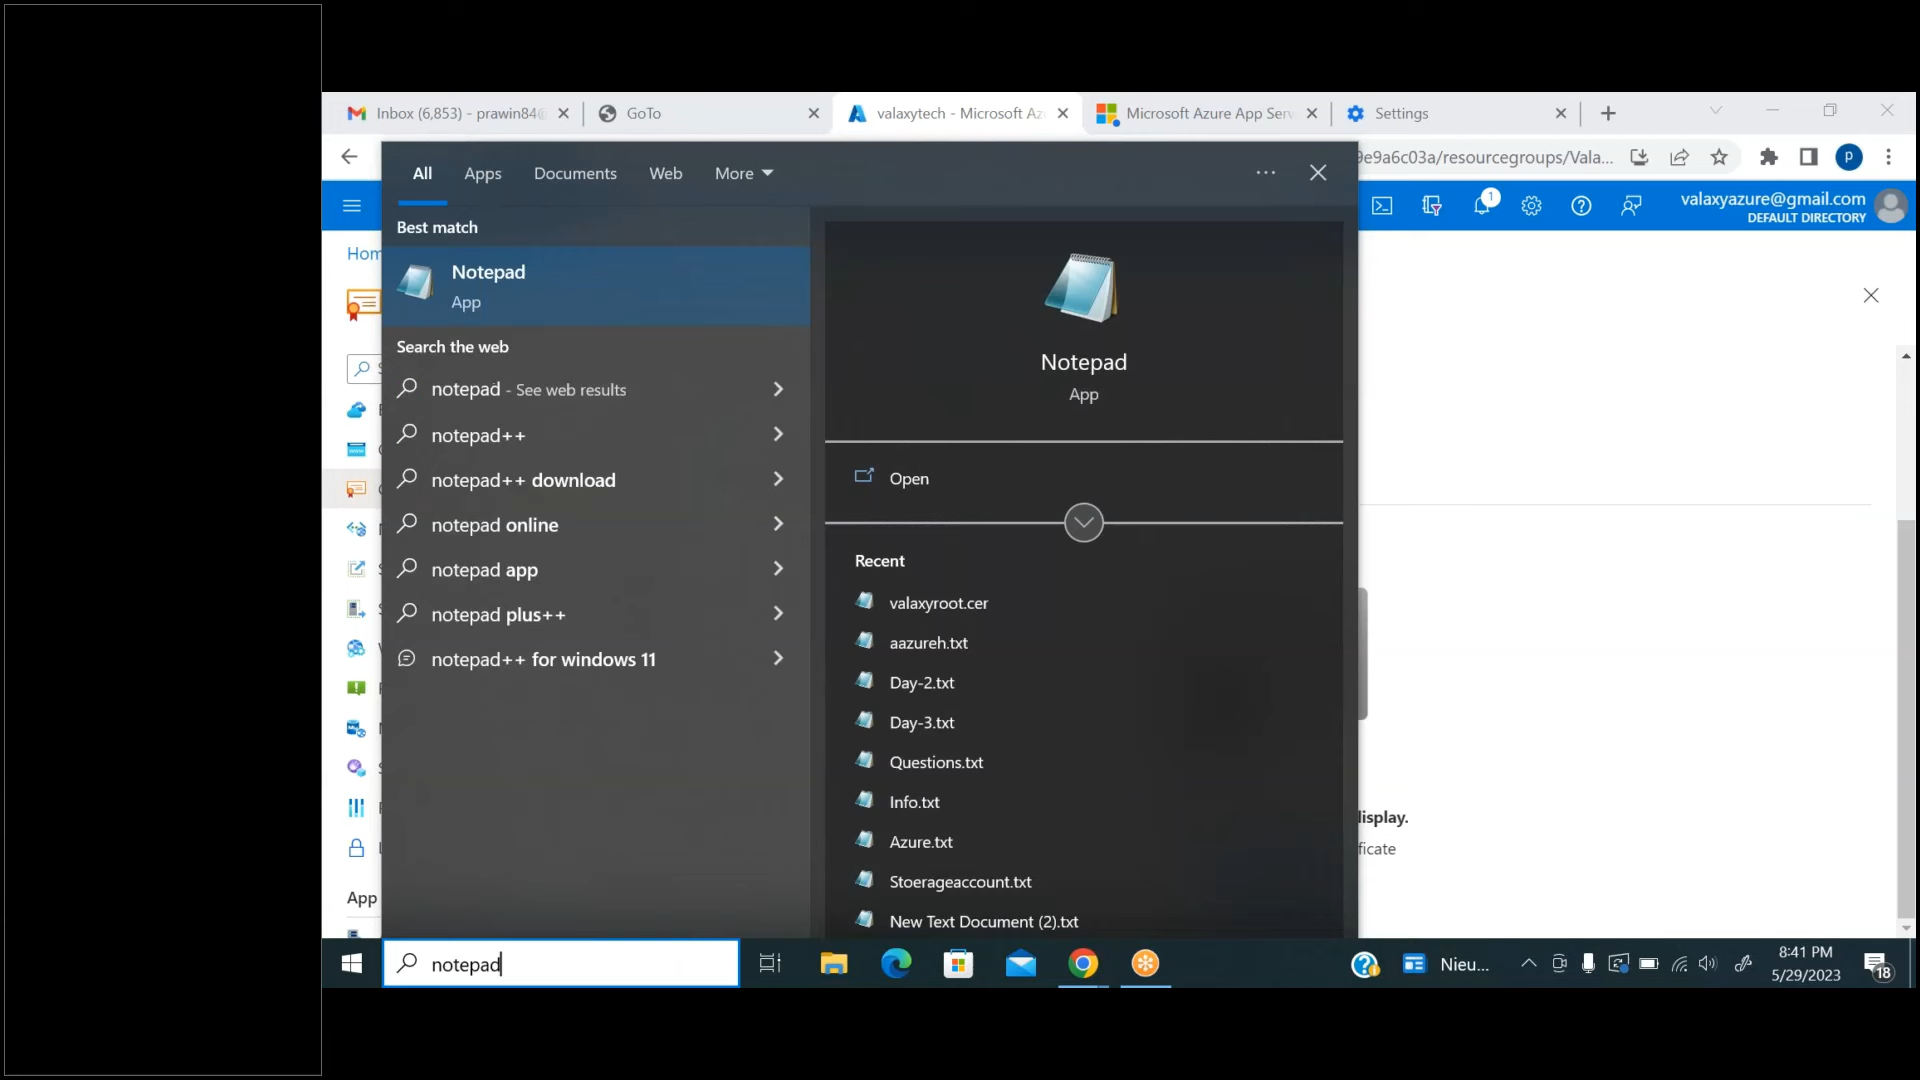 Inbox (6,853) - prawin84@
GoTo
valaxytech - Microsoft Az
Microsoft Azure App Serv
Settings
9e9a6c03a/resourcegroups/Vala...
p
All
Apps
Documents
Web
More
1
valaxyazure@gmail.com
DEFAULT DIRECTORY
Hom
Best match
Notepad
App
Search the web
notepad - See web results
notepad++
notepad++ download
notepad online
notepad app
notepad plus++
notepad++ for windows 11
App
Notepad
App
Open
Recent
valaxyroot.cer
aazureh.txt
Day-2.txt
Day-3.txt
Questions.txt
Info.txt
Azure.txt
Stoerageaccount.txt
New Text Document (2).txt
display.
ficate
notepad
Nieu...
8:41 PM
5/29/2023
18